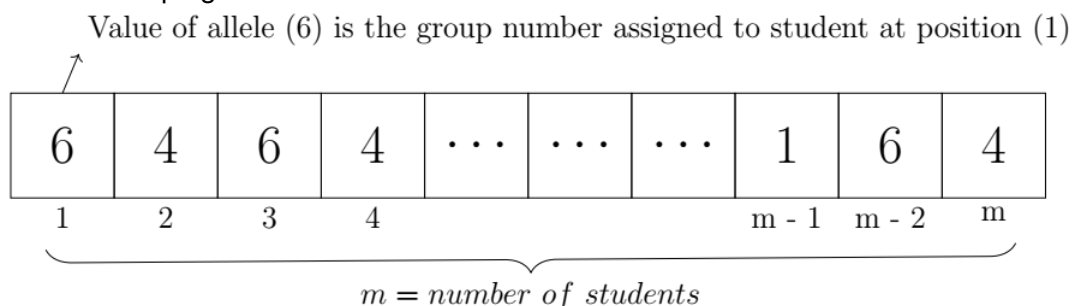 Value of allele (6) is the group number assigned to student at position (1)
6 4 6 4 ... ... ... 1 6 4
1 2 3 4 m - 1 m - 2 m
m = number of students